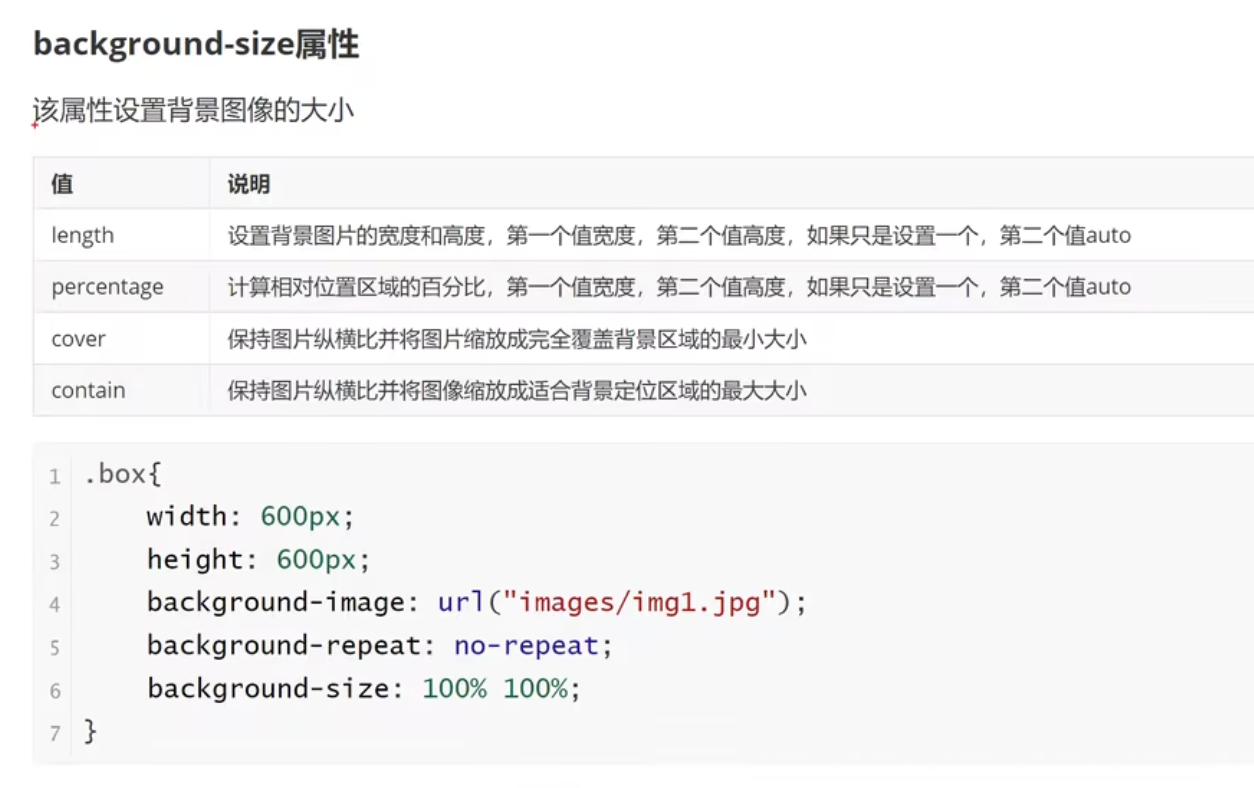 background-size属性
该属性设置背景图像的大小
值 说明
length 设置背景图片的宽度和高度，第一个值宽度，第二个值高度，如果只是设置一个，第二个值auto
percentage 计算相对位置区域的百分比，第一个值宽度，第二个值高度，如果只是设置一个，第二个值auto
cover 保持图片纵横比并将图片缩放成完全覆盖背景区域的最小大小
contain 保持图片纵横比并将图像缩放成适合背景定位区域的最大大小
1 .box{
2     width: 600px;
3     height: 600px;
4     background-image: url("images/img1.jpg");
5     background-repeat: no-repeat;
6     background-size: 100% 100%;
7 }